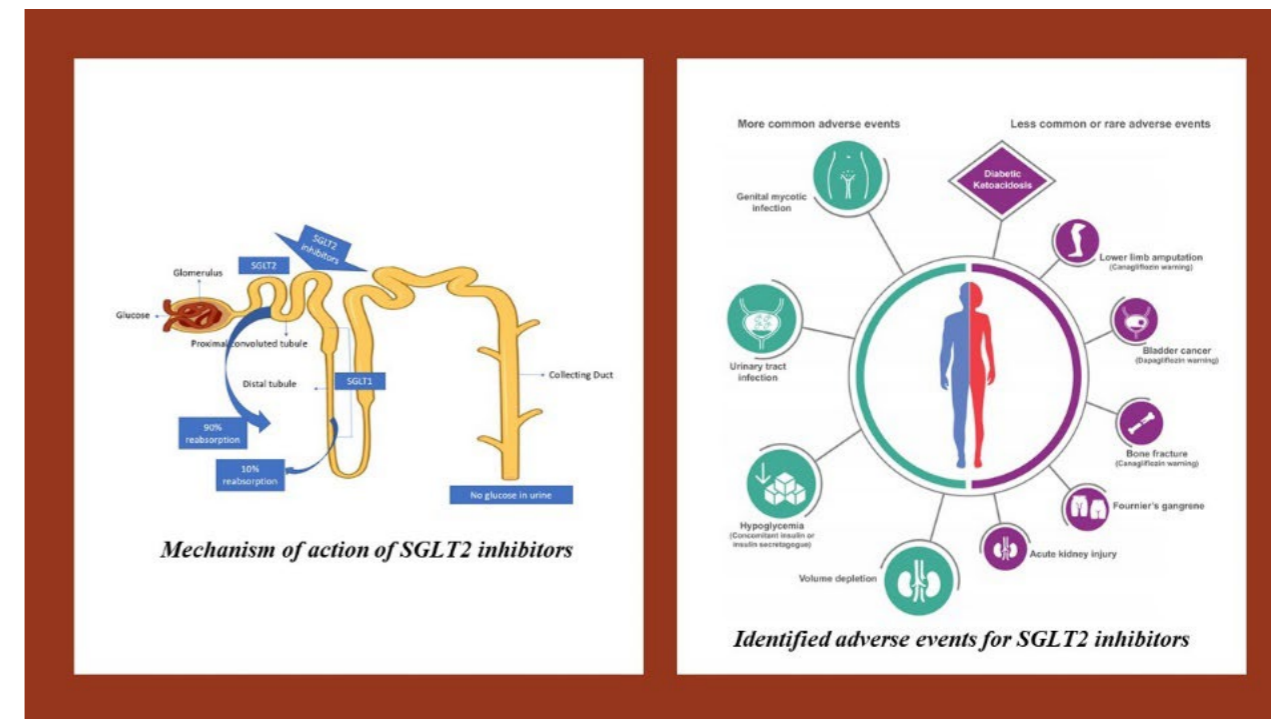 SGLT2
inhibitors
SGLT2
Glomerulus
Glucose
Proximal convoluted tubule
Distal tubule
SGLT1
Collecting Duct
90%
reabsorption
10%
reabsorption
No glucose in urine
Mechanism of action of SGLT2 inhibitors
More common adverse events
Less common or rare adverse events
Genital mycotic
infection
Diabetic
Ketoacidosis
Lower limb amputation
(Canagliflozin warning)
Urinary tract
infection
Bladder cancer
(Dapagliflozin warning)
Bone fracture
(Canagliflozin warning)
Hypoglycemia
(Concomitant insulin or
insulin secretagogue)
Fournier's gangrene
Acute kidney injury
Volume depletion
Identified adverse events for SGLT2 inhibitors